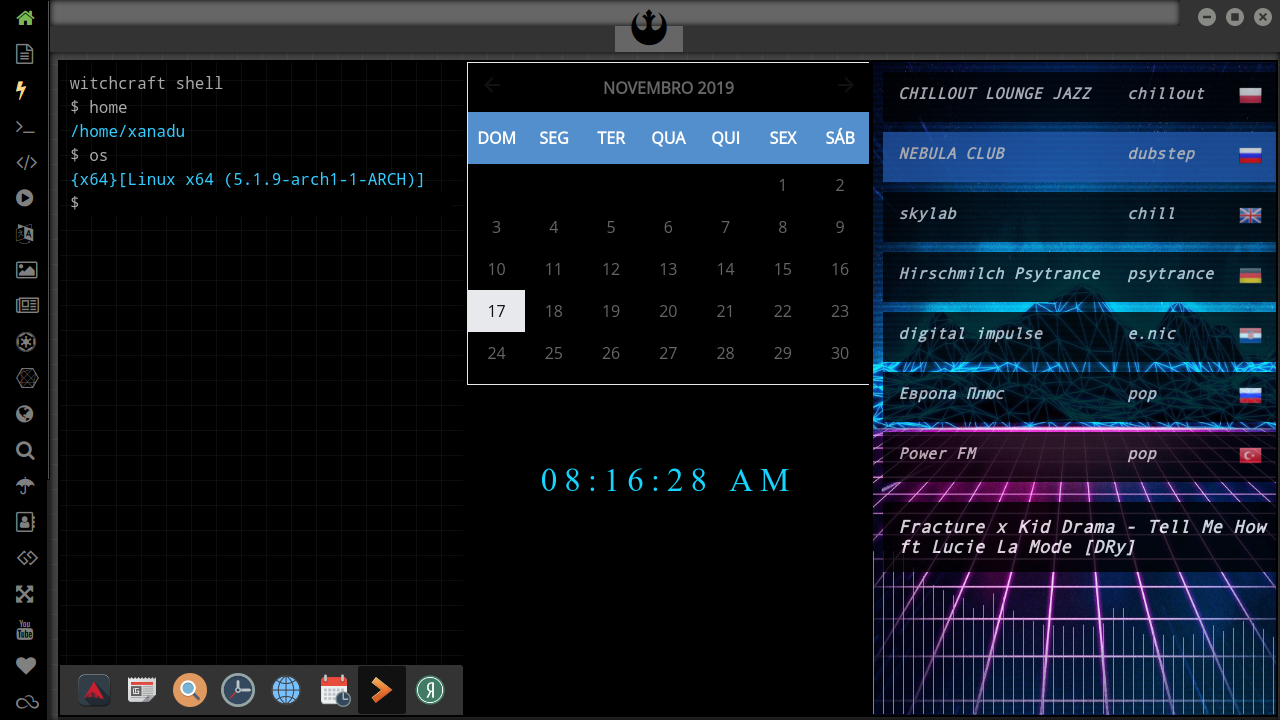 witchcraft shell
$ home
/home/xanadu
$ os
{x64}[Linux x64 (5.1.9-arch1-1-ARCH)]
$
NOVEMBRO 2019
DOM SEG TER QUA QUI SEX SÁB
1 2
3 4 5 6 7 8 9
10 11 12 13 14 15 16
17 18 19 20 21 22 23
24 25 26 27 28 29 30
08:16:28 AM
CHILLOUT LOUNGE JAZZ chillout
NEBULA CLUB dubstep
skylab chill
Hirschmilch Psytrance psytrance
digital impulse e.nic
Европа Плюс pop
Power FM pop
Fracture x Kid Drama - Tell Me How
ft Lucie La Mode [DRy]
You
Tube
Я